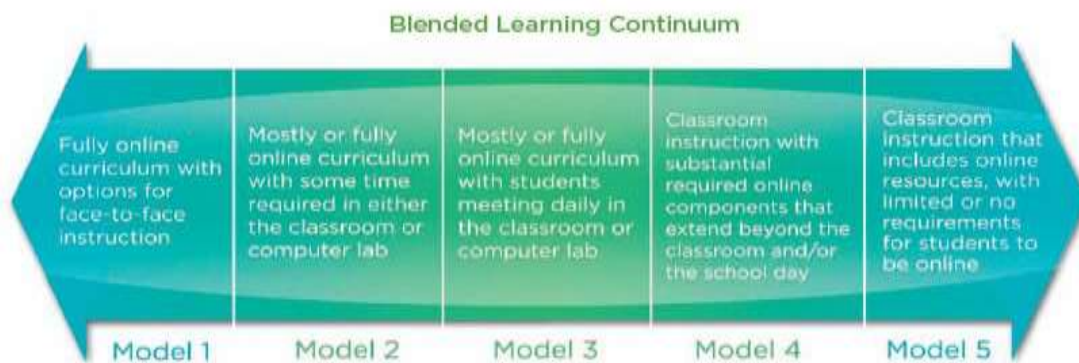 Blended Learning Continuum
Fully online
curriculum with
options for
face-to-face
instruction
Mostly or fully
online curriculum
with some time
required in either
the classroom or
computer lab
Mostly or fully
online curriculum
with students
meeting daily in
the classroom or
computer lab
Classroom
instruction with
substantial
required online
components that
extend beyond the
classroom and/or
the school day
Classroom
instruction that
includes online
resources, with
limited or no
requirements
for students to
be online
Model 1
Model 2
Model 3
Model 4
Model 5